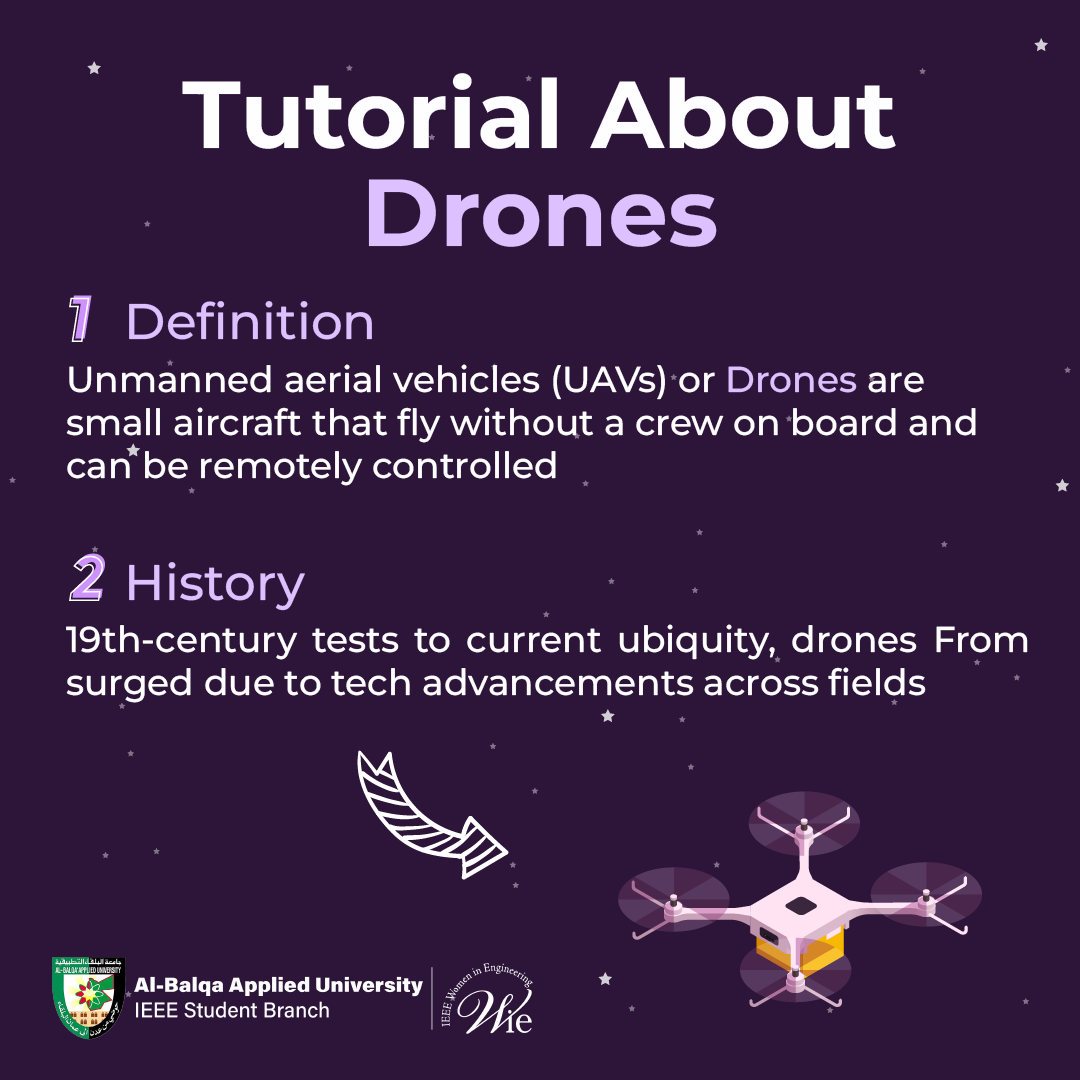 Tutorial About
Drones
1 Definition
Unmanned aerial vehicles (UAVs) or Drones are
small aircraft that fly without a crew on board and
can be remotely controlled
2 History
19th-century tests to current ubiquity, drones From
surged due to tech advancements across fields
جامعة البلقاء التطبيقية
AL-BALQA' APPLIED UNIVERSITY
Al-Balqa Applied University
IEEE Student Branch
IEEE Women in Engineering
Wie